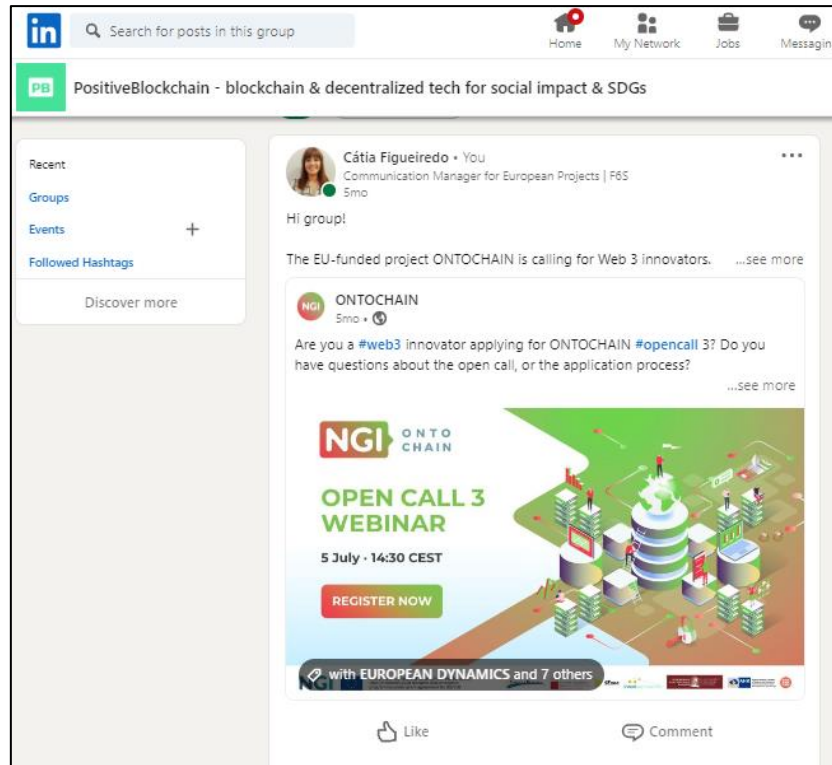 in
Search for posts in this group
Home
My Network
Jobs
Messagin
PB
PositiveBlockchain - blockchain & decentralized tech for social impact & SDGs
Recent
Groups
Events
Followed Hashtags
Discover more
Cátia Figueiredo • You
Communication Manager for European Projects | F6S
5mo
Hi group!
The EU-funded project ONTOCHAIN is calling for Web 3 innovators. ...see more
NGI
ONTOCHAIN
5mo •
Are you a #web3 innovator applying for ONTOCHAIN #opencall 3? Do you
have questions about the open call, or the application process?
...see more
NGI ONTO
CHAIN
OPEN CALL 3
WEBINAR
5 July · 14:30 CEST
REGISTER NOW
with EUROPEAN DYNAMICS and 7 others
NGI
Like
Comment